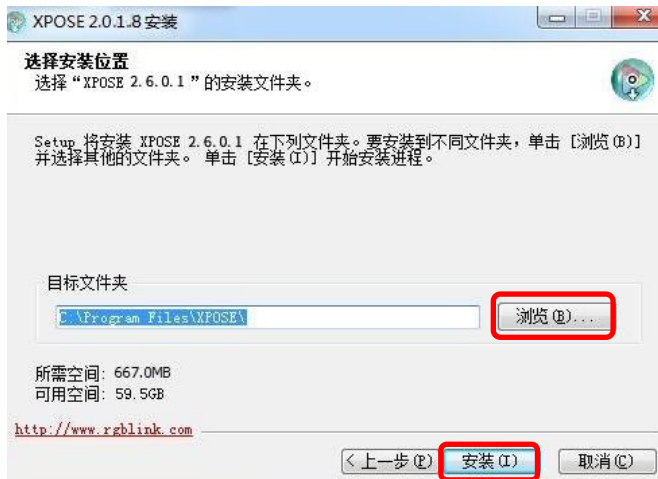 XPOSE 2.0.1.8 安装
选择安装位置
选择“XPOSE 2.6.0.1”的安装文件夹。
Setup 将安装 XPOSE 2.6.0.1 在下列文件夹。要安装到不同文件夹，单击 [浏览(B)]
并选择其他的文件夹。 单击 [安装(I)] 开始安装进程。
目标文件夹
C:\Program Files\XPOSE\
浏览(B)...
所需空间: 667.0MB
可用空间: 59.5GB
http://www.rgblink.com
< 上一步(P)
安装(I)
取消(C)